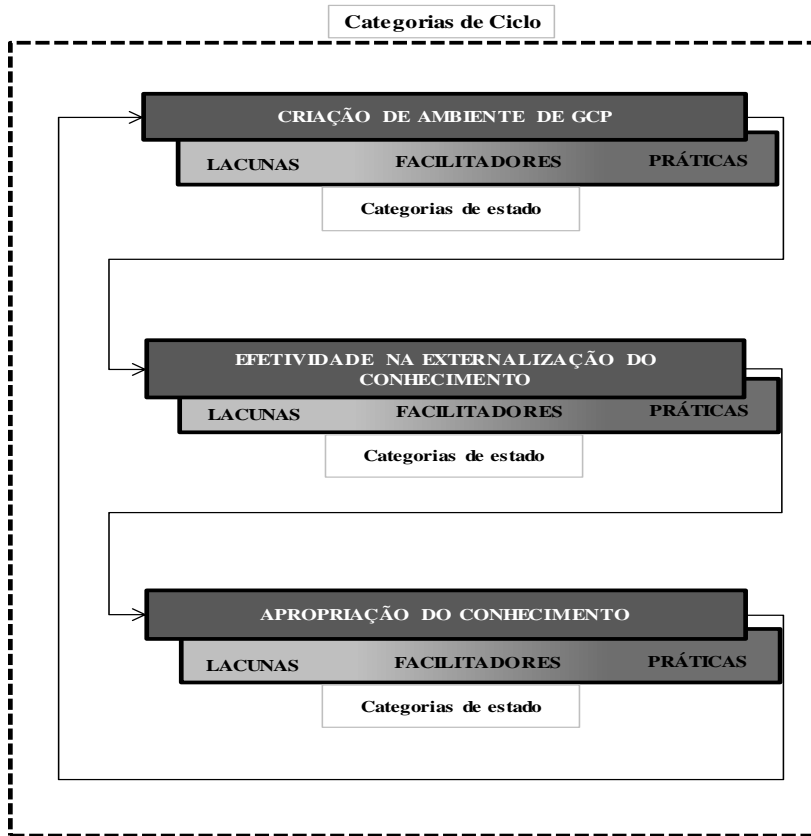 Categorias de Ciclo
CRIAÇÃO DE AMBIENTE DE GCP
LACUNAS FACILITADORES PRÁTICAS
Categorias de estado
EFETIVIDADE NA EXTERNALIZAÇÃO DO
CONHECIMENTO
LACUNAS FACILITADORES PRÁTICAS
Categorias de estado
APROPRIAÇÃO DO CONHECIMENTO
LACUNAS FACILITADORES PRÁTICAS
Categorias de estado